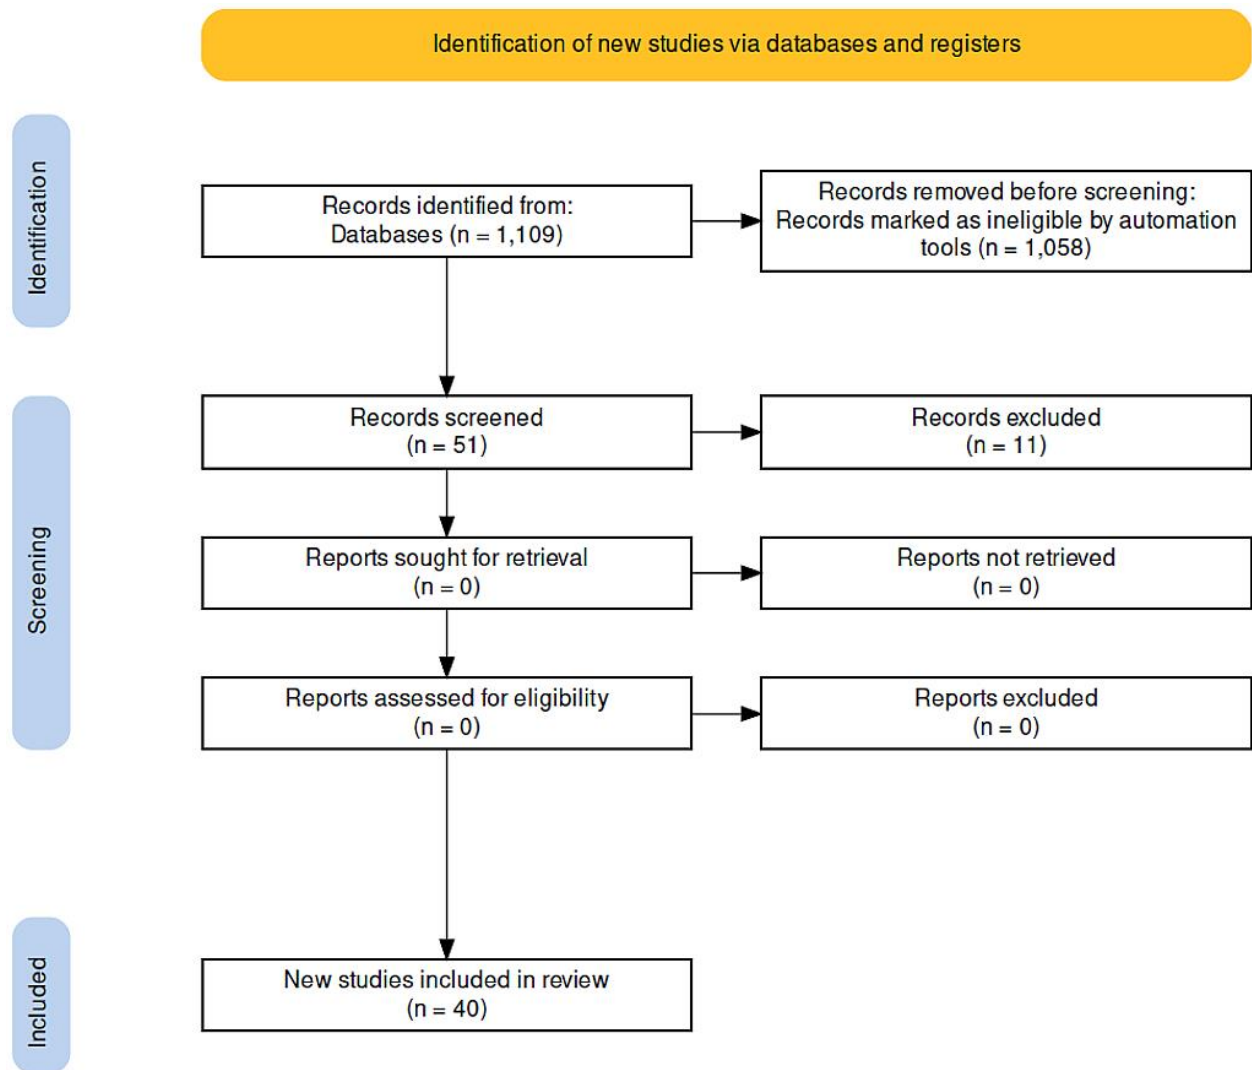 Identification of new studies via databases and registers
Identification
Records identified from:
Databases (n = 1,109)
Records removed before screening:
Records marked as ineligible by automation
tools (n = 1,058)
Screening
Records screened
(n = 51)
Records excluded
(n = 11)
Reports sought for retrieval
(n = 0)
Reports not retrieved
(n = 0)
Reports assessed for eligibility
(n = 0)
Reports excluded
(n = 0)
Included
New studies included in review
(n = 40)